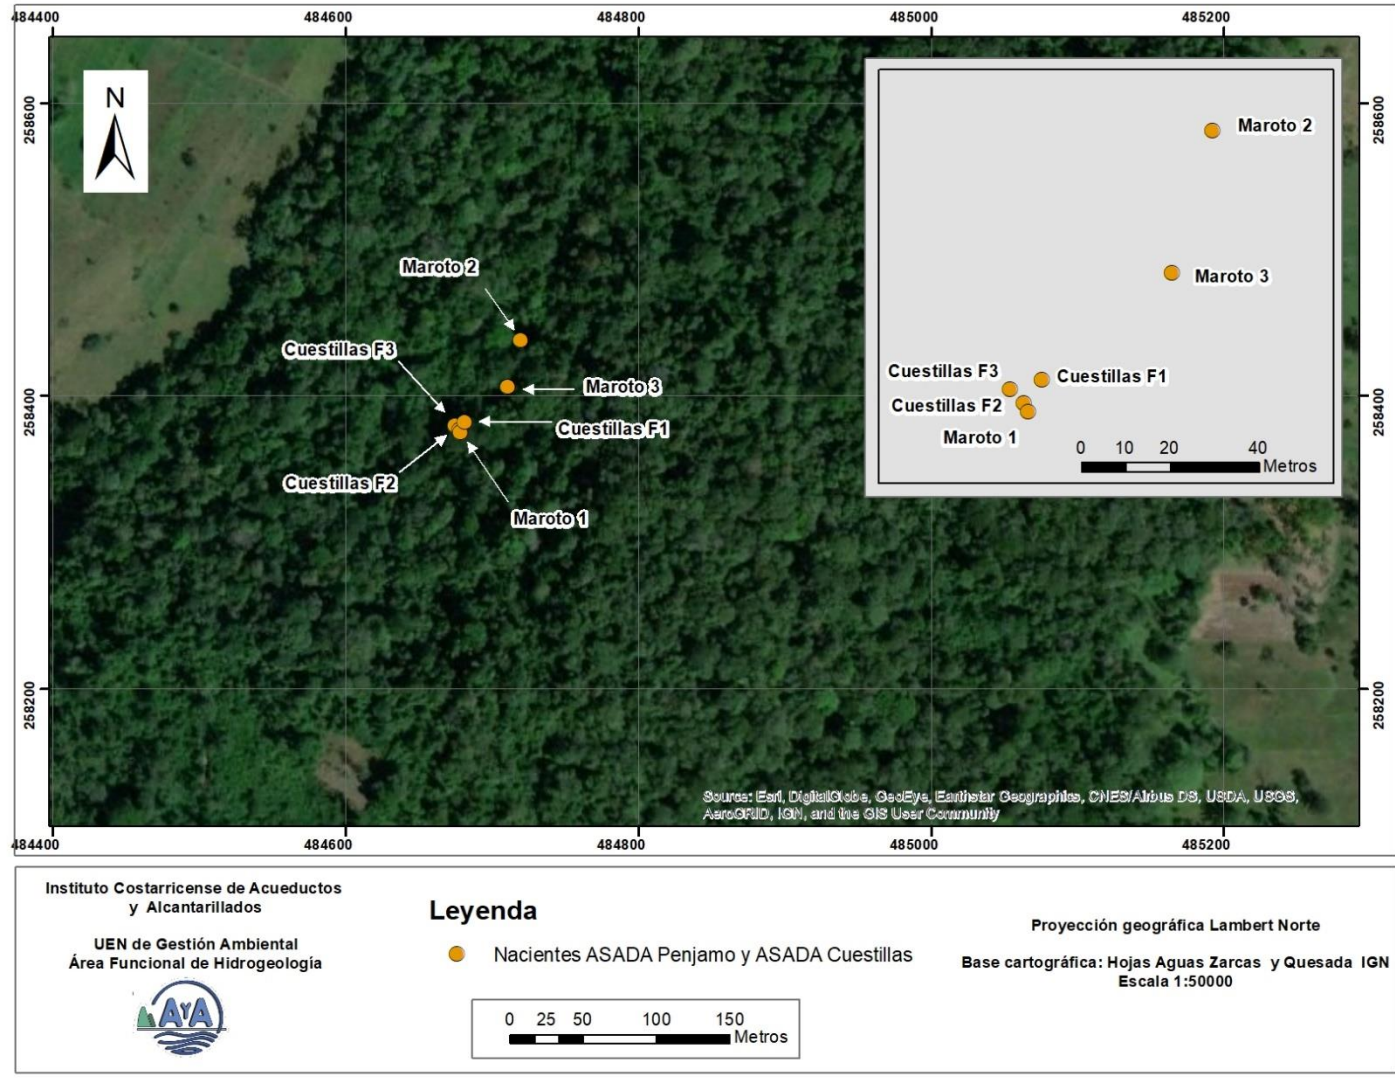 484400 484600 484800 485000 485200
N
258600
258400
258200
258600
258400
258200
Maroto 2
Cuestillas F3
Maroto 3
Cuestillas F1
Cuestillas F2
Maroto 1
Maroto 2
Maroto 3
Cuestillas F3
Cuestillas F1
Cuestillas F2
Maroto 1
0 10 20 40
Metros
Source: Esri, DigitalGlobe, GeoEye, Earthstar Geographics, CNES/Airbus DS, USDA, USGS,
AeroGRID, IGN, and the GIS User Community
484400 484600 484800 485000 485200
Instituto Costarricense de Acueductos
y Alcantarillados
UEN de Gestión Ambiental
Área Funcional de Hidrogeología
AYA
Leyenda
Nacientes ASADA Penjamo y ASADA Cuestillas
0 25 50 100 150
Metros
Proyección geográfica Lambert Norte
Base cartográfica: Hojas Aguas Zarcas y Quesada IGN
Escala 1:50000